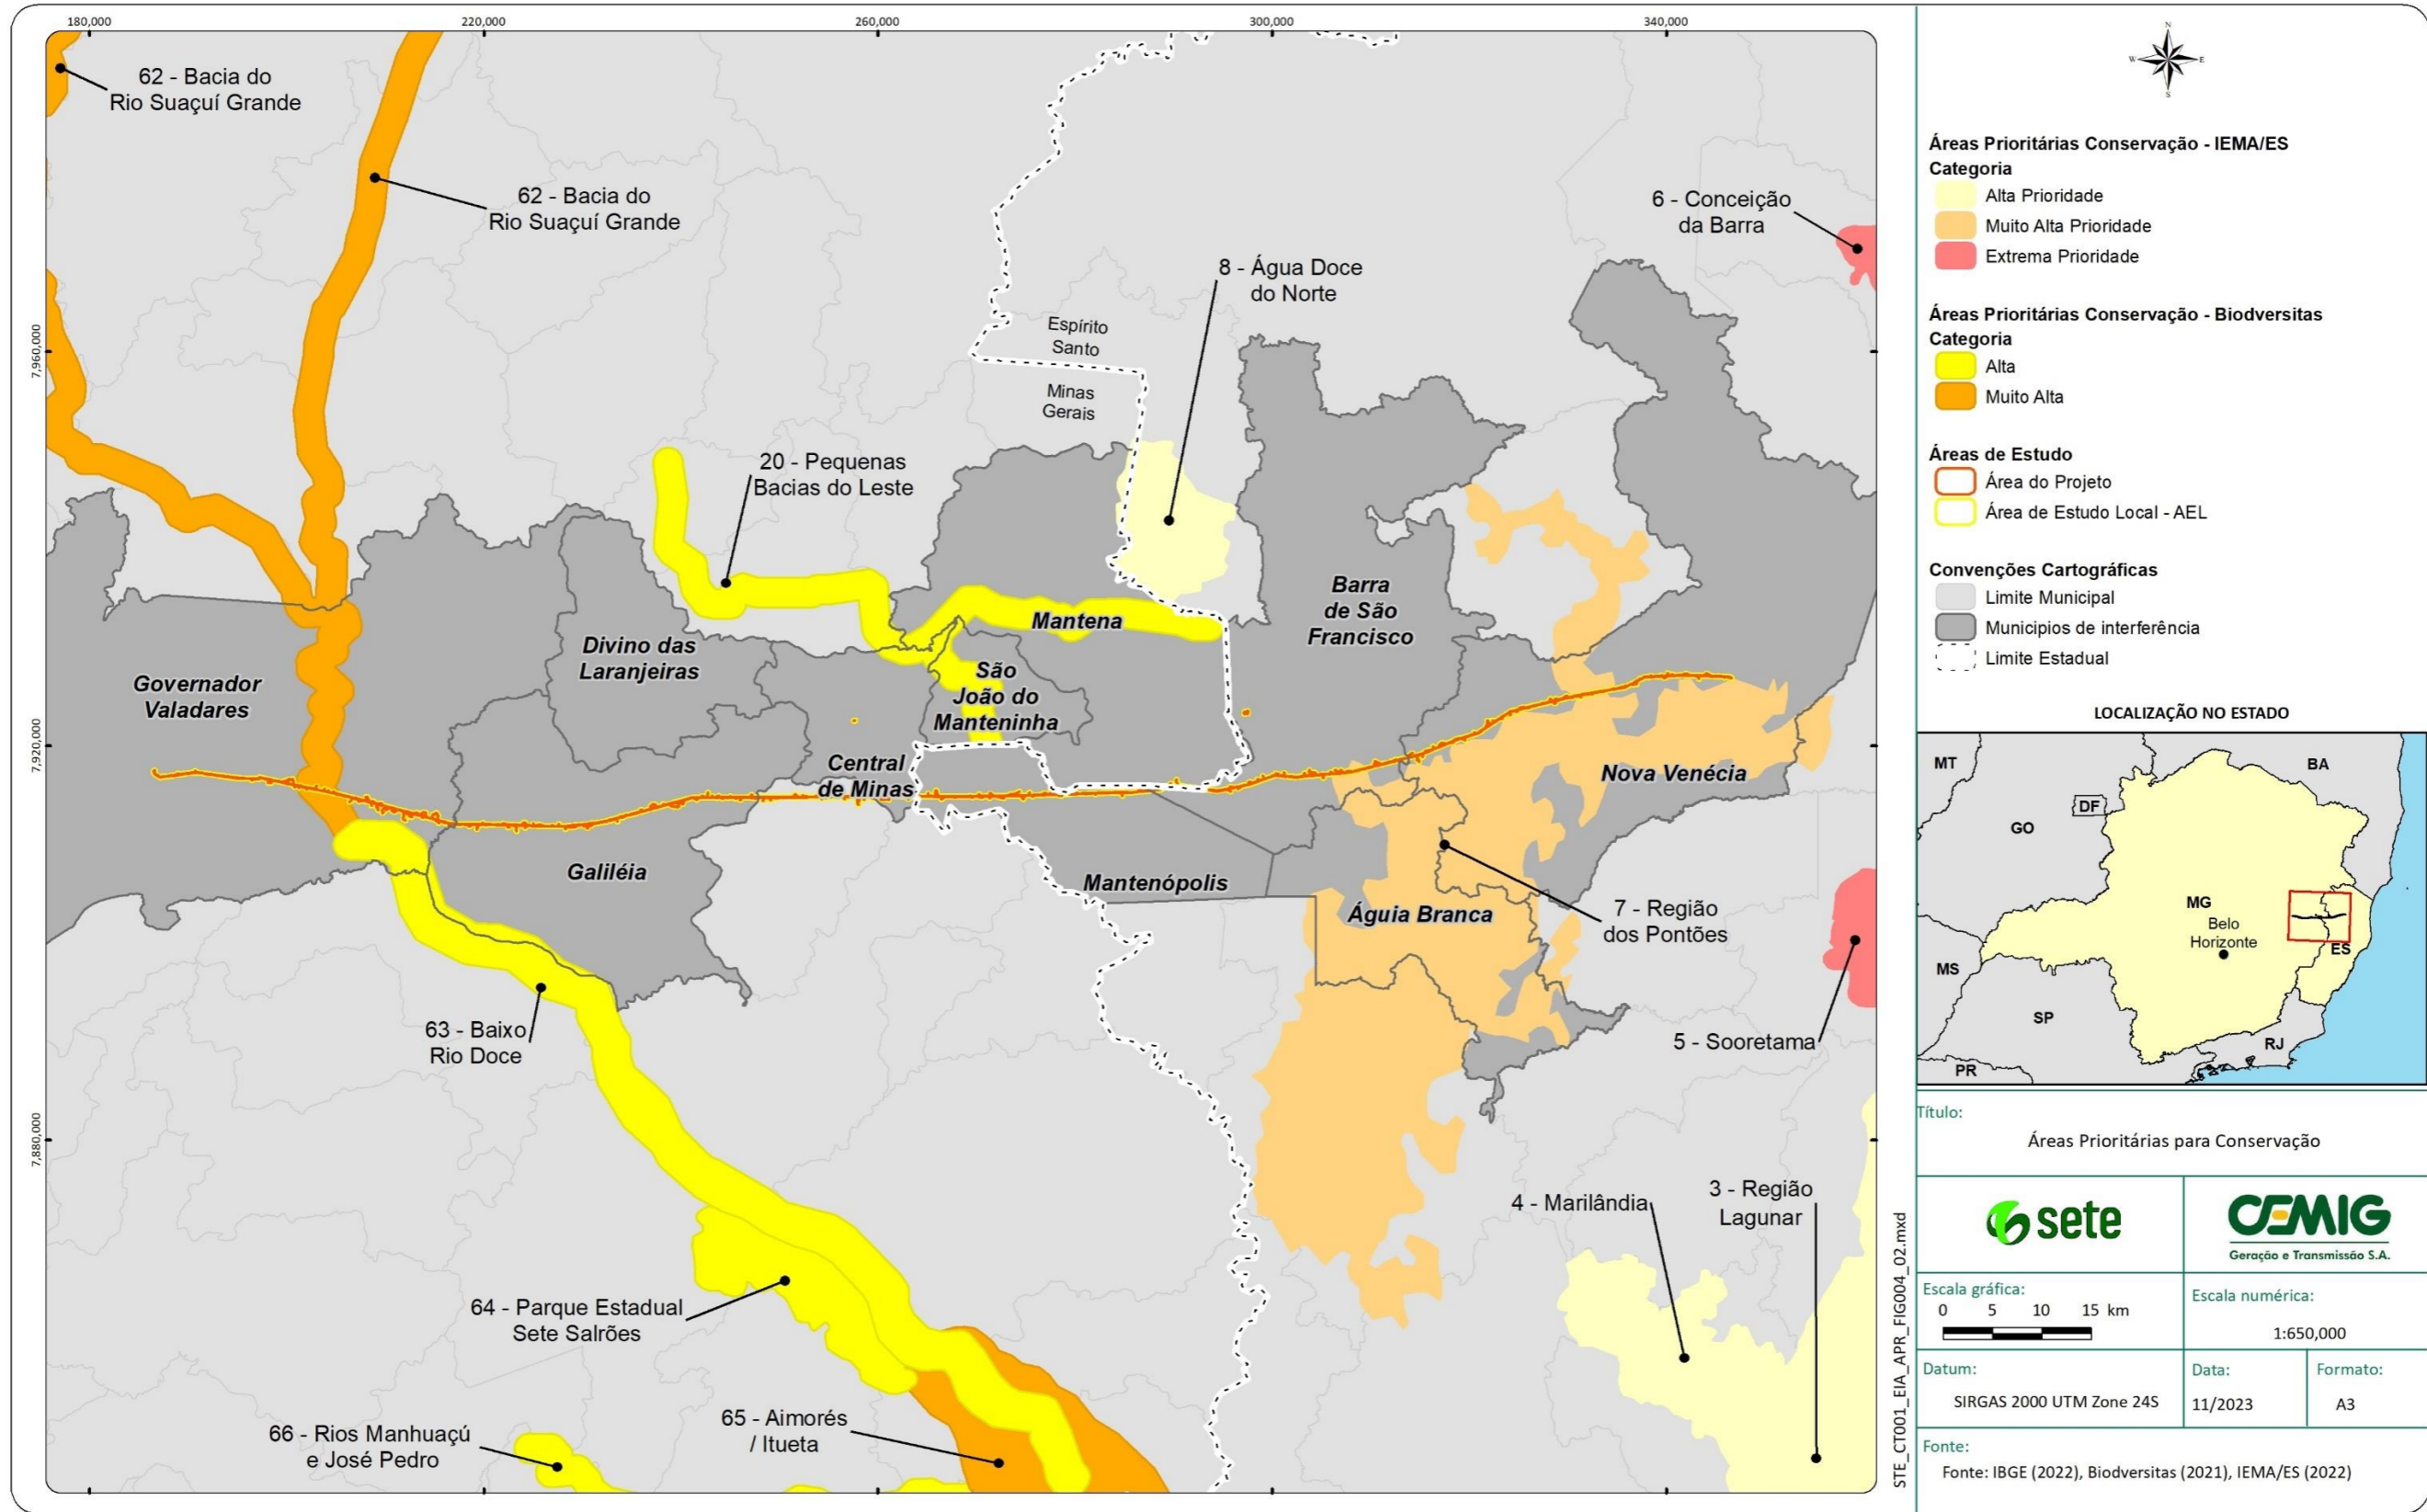 180,000
220,000
260,000
300,000
340,000
7,960,000
7,920,000
7,880,000
62 - Bacia do
Rio Suaçuí Grande
62 - Bacia do
Rio Suaçuí Grande
6 - Conceição
da Barra
8 - Água Doce
do Norte
Espírito
Santo
Minas
Gerais
20 - Pequenas
Bacias do Leste
Barra
de São
Francisco
Mantena
Divino das
Laranjeiras
São
João do
Manteninha
Governador
Valadares
Central
de Minas
Nova Venécia
Galiléia
Mantenópolis
Águia Branca
7 - Região
dos Pontões
63 - Baixo
Rio Doce
5 - Sooretama
4 - Marilândia
3 - Região
Lagunar
64 - Parque Estadual
Sete Salrões
65 - Aimorés
/ Itueta
66 - Rios Manhuaçú
e José Pedro
STE_CT001_EIA_APR_FIG004_02.mxd
N
W
E
S
Áreas Prioritárias Conservação - IEMA/ES
Categoria
Alta Prioridade
Muito Alta Prioridade
Extrema Prioridade
Áreas Prioritárias Conservação - Biodversitas
Categoria
Alta
Muito Alta
Áreas de Estudo
Área do Projeto
Área de Estudo Local - AEL
Convenções Cartográficas
Limite Municipal
Municipios de interferência
Limite Estadual
LOCALIZAÇÃO NO ESTADO
MT
BA
DF
GO
MG
Belo
Horizonte
ES
MS
SP
RJ
PR
Título:
Áreas Prioritárias para Conservação
sete
CEMIG
Geração e Transmissão S.A.
Escala gráfica:
0 5 10 15 km
Escala numérica:
1:650,000
Datum:
SIRGAS 2000 UTM Zone 24S
Data:
11/2023
Formato:
A3
Fonte:
Fonte: IBGE (2022), Biodversitas (2021), IEMA/ES (2022)